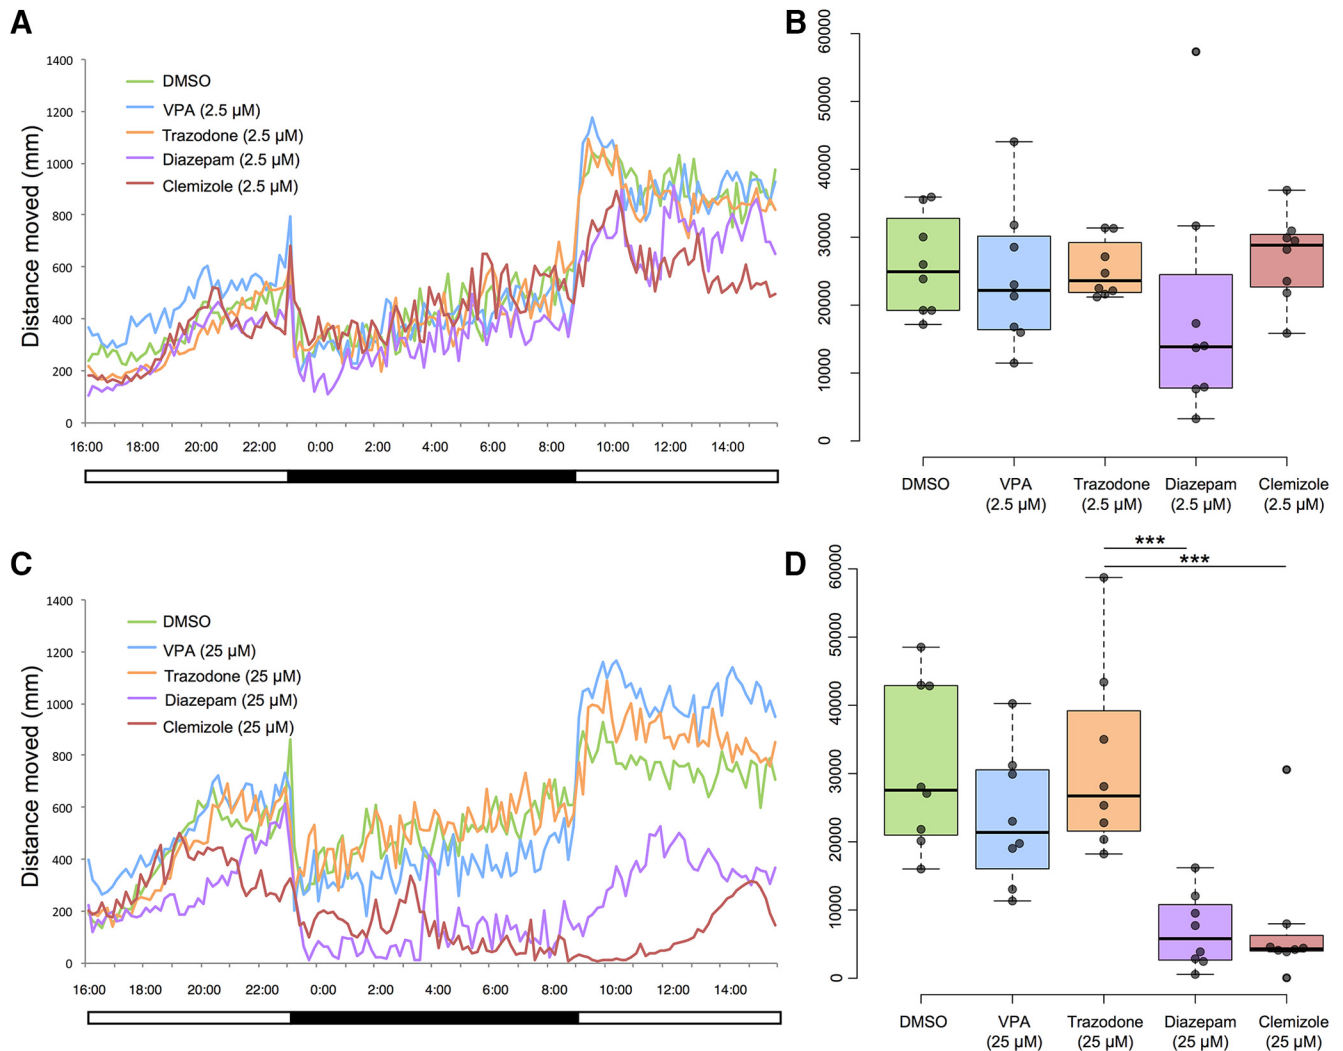 A
Distance moved (mm)
1400
1200
1000
800
600
400
200
0
DMSO
VPA (2.5 µM)
Trazodone (2.5 µM)
Diazepam (2.5 µM)
Clemizole (2.5 µM)
16:00 18:00 20:00 22:00 0:00 2:00 4:00 6:00 8:00 10:00 12:00 14:00
B
60000
50000
40000
30000
20000
10000
0
DMSO VPA Trazodone Diazepam Clemizole
(2.5 µM) (2.5 µM) (2.5 µM) (2.5 µM)
C
Distance moved (mm)
1400
1200
1000
800
600
400
200
0
DMSO
VPA (25 µM)
Trazodone (25 µM)
Diazepam (25 µM)
Clemizole (25 µM)
16:00 18:00 20:00 22:00 0:00 2:00 4:00 6:00 8:00 10:00 12:00 14:00
D
***
***
60000
50000
40000
30000
20000
10000
0
DMSO VPA Trazodone Diazepam Clemizole
(25 µM) (25 µM) (25 µM) (25 µM)